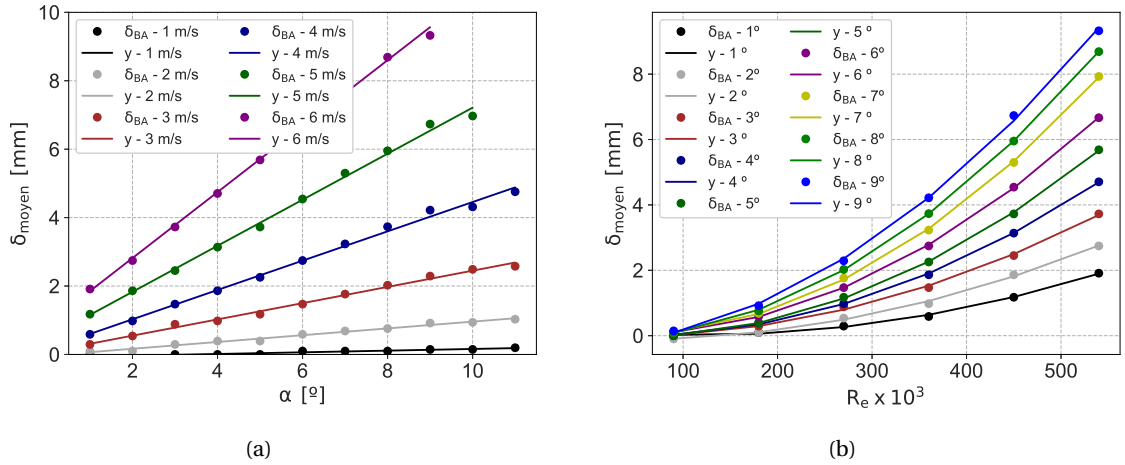 10
8
6
4
2
0
δmoyen [mm]
δBA - 1 m/s
y - 1 m/s
δBA - 2 m/s
y - 2 m/s
δBA - 3 m/s
y - 3 m/s
δBA - 4 m/s
y - 4 m/s
δBA - 5 m/s
y - 5 m/s
δBA - 6 m/s
y - 6 m/s
2 4 6 8 10
α [º]
(a)
8
6
4
2
0
δmoyen [mm]
δBA - 1º
y - 1 º
δBA - 2º
y - 2 º
δBA - 3º
y - 3 º
δBA - 4º
y - 4 º
δBA - 5º
y - 5 º
δBA - 6º
y - 6 º
δBA - 7º
y - 7 º
δBA - 8º
y - 8 º
δBA - 9º
y - 9 º
100 200 300 400 500
Re x 10³
(b)